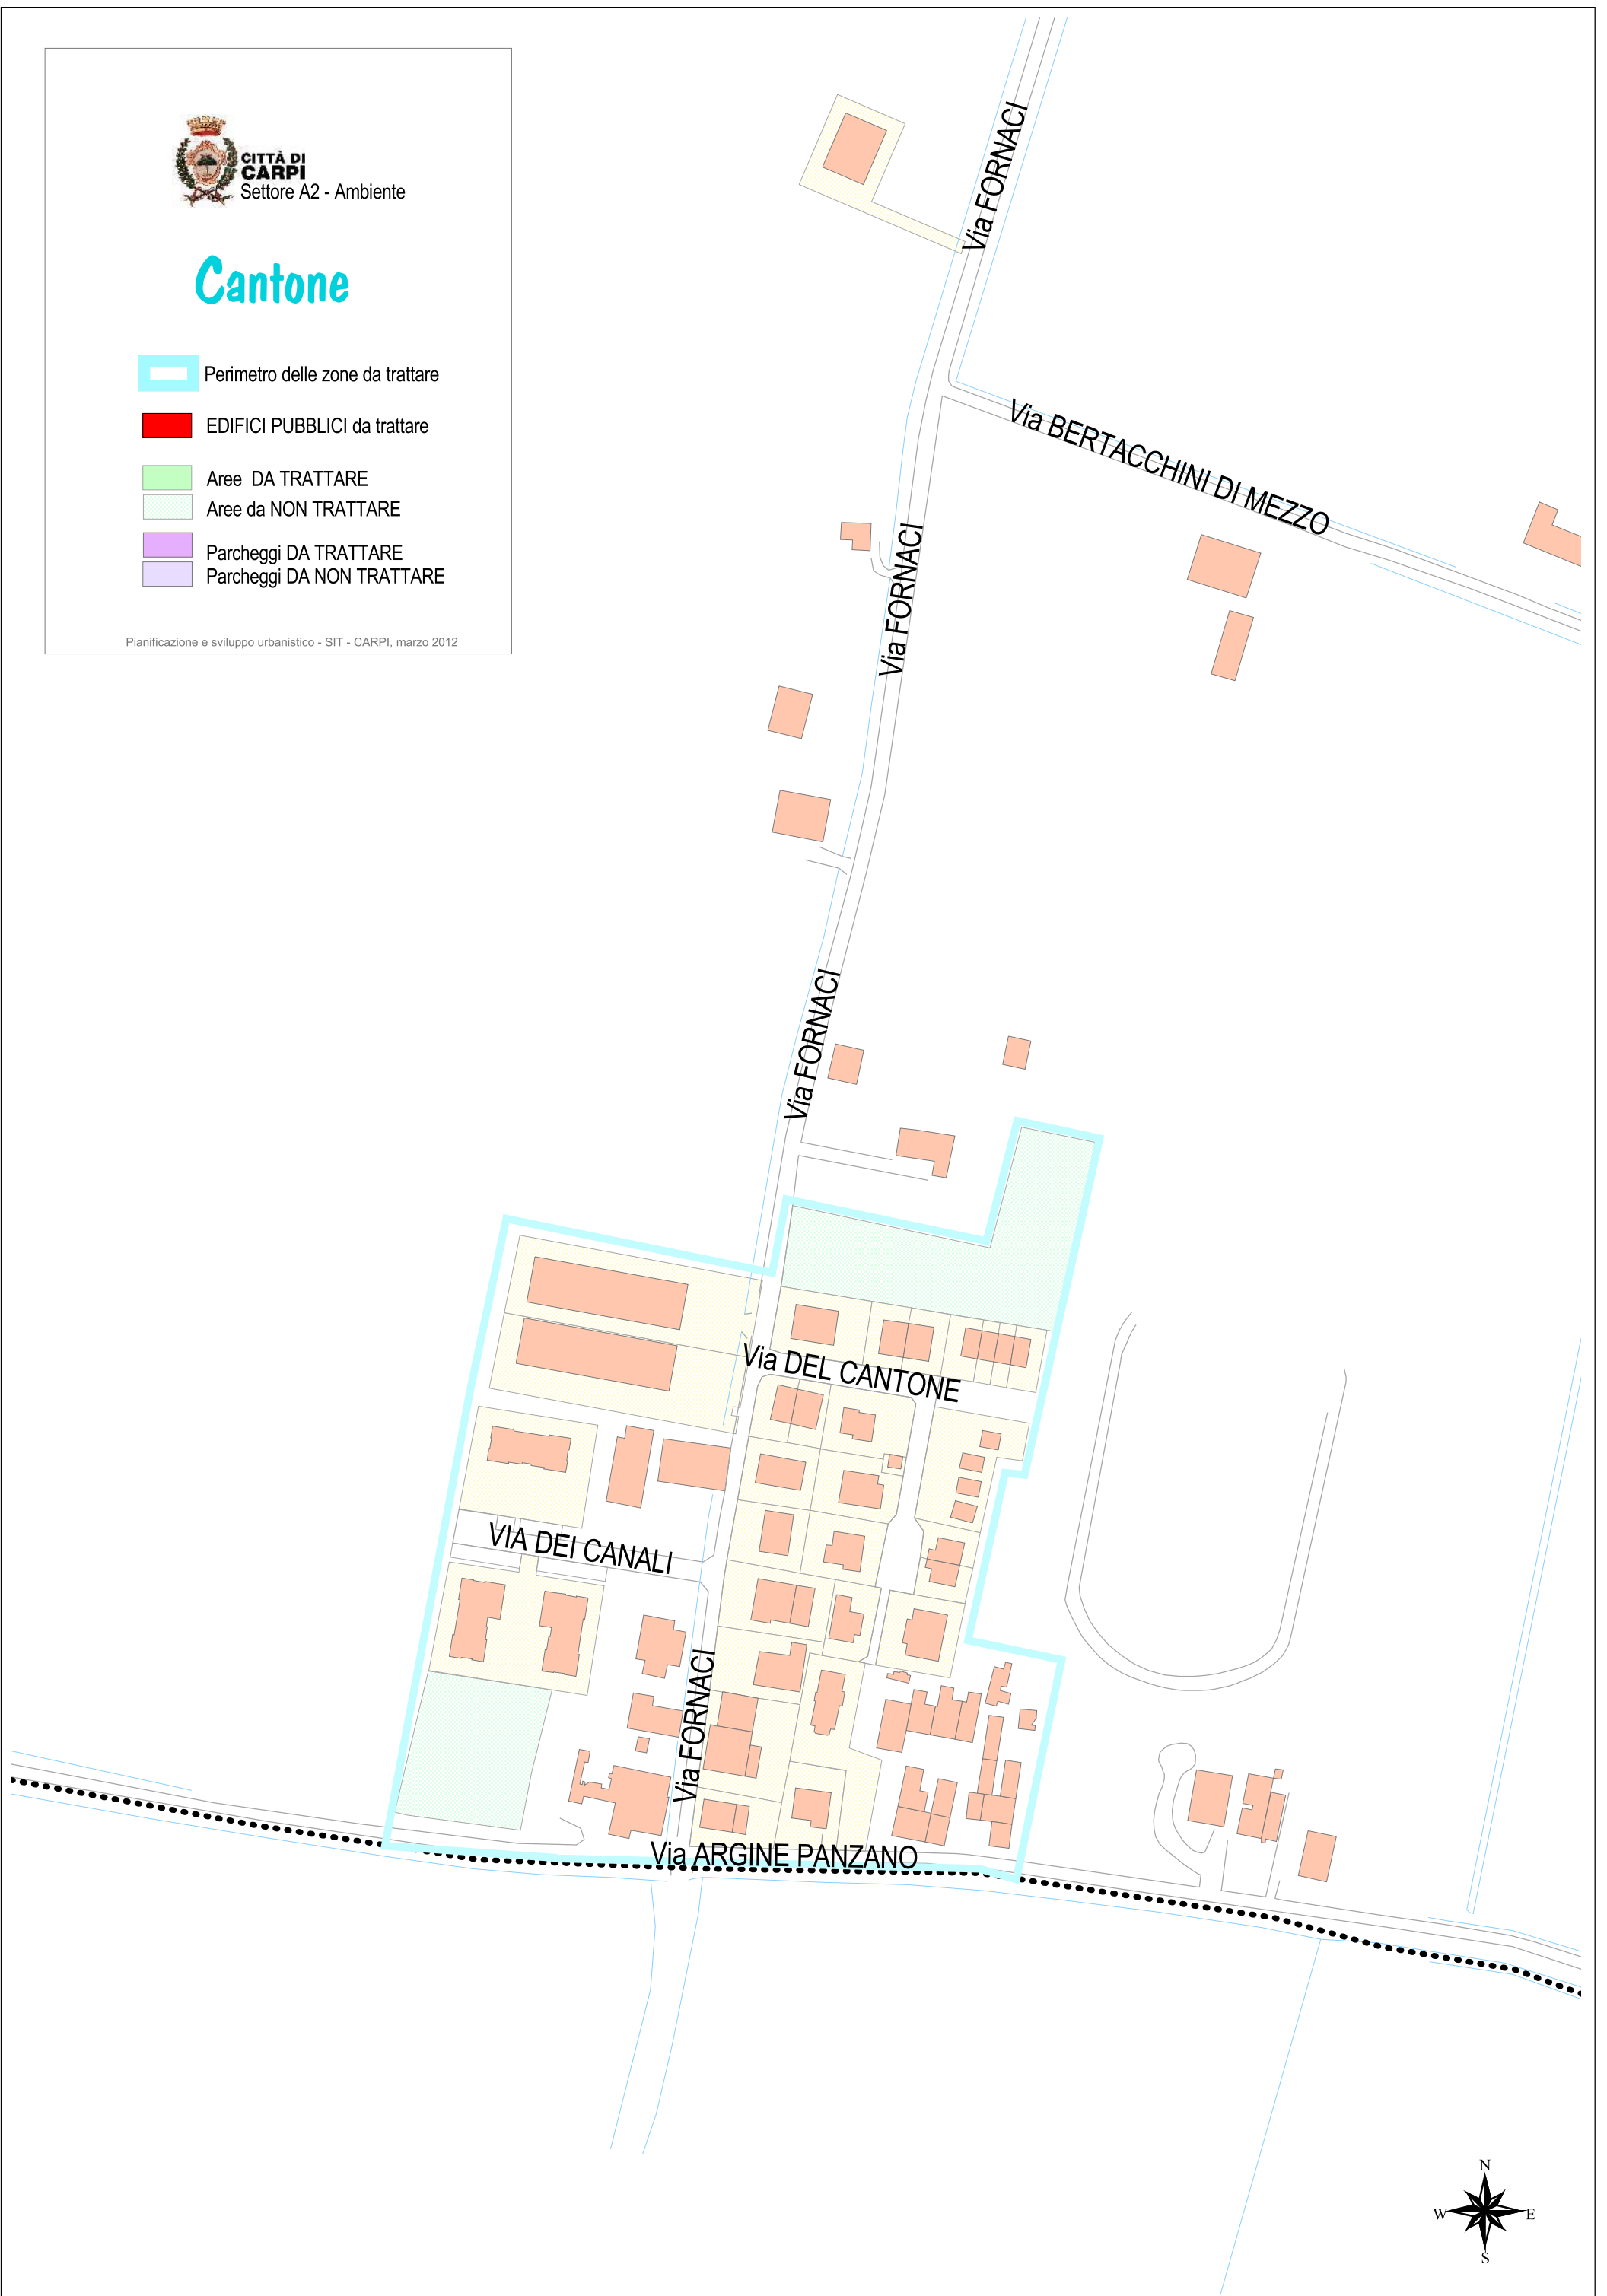 CITTÀ DI
CARPI
Settore A2 - Ambiente
Cantone
Perimetro delle zone da trattare
EDIFICI PUBBLICI da trattare
Aree DA TRATTARE
Aree da NON TRATTARE
Parcheggi DA TRATTARE
Parcheggi DA NON TRATTARE
Pianificazione e sviluppo urbanistico - SIT - CARPI, marzo 2012
Via FORNACI
Via BERTACCHINI DI MEZZO
Via FORNACI
Via FORNACI
Via DEL CANTONE
VIA DEI CANALI
Via FORNACI
Via ARGINE PANZANO
N
W
E
S